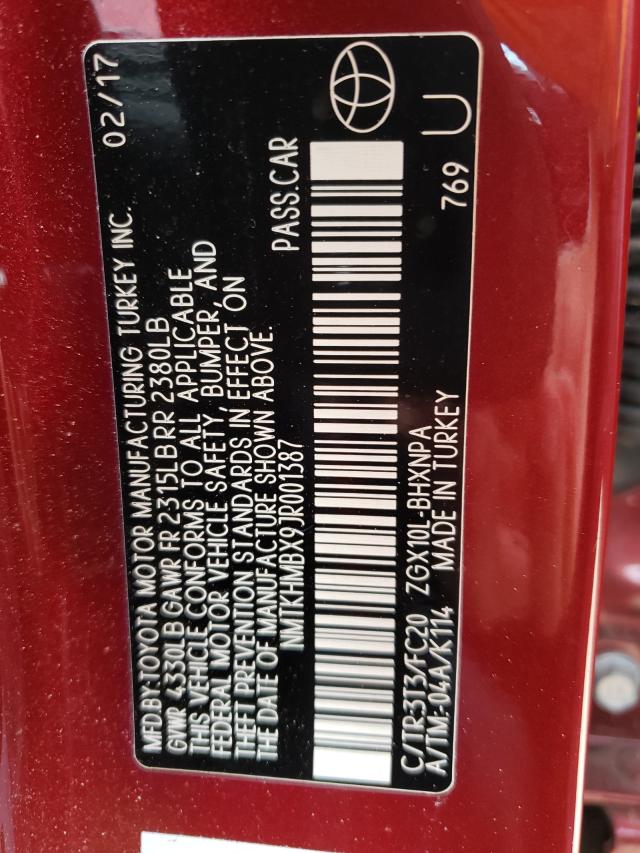 MFD.BY:TOYOTA MOTOR MANUFACTURING TURKEY INC. 02/17
GVWR 4330LB GAWR FR 2315LB RR 2380LB
THIS VEHICLE CONFORMS TO ALL APPLICABLE
FEDERAL MOTOR VEHICLE SAFETY, BUMPER, AND
THEFT PREVENTION STANDARDS IN EFFECT ON
THE DATE OF MANUFACTURE SHOWN ABOVE.
NMTKHMBX9JR001387 PASS.CAR
C/TR:3T3/FC20 ZGX10L-BHXNPA
A/TM:-04A/K114 MADE IN TURKEY 769 U